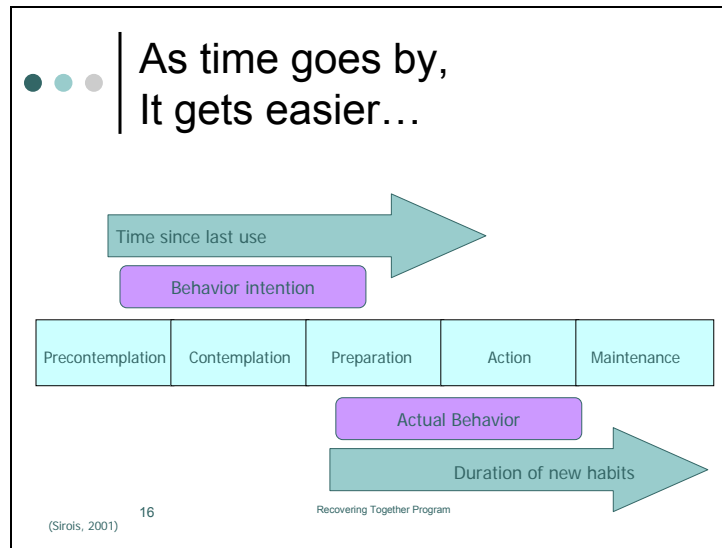 As time goes by,
It gets easier…
Time since last use
Behavior intention
Precontemplation Contemplation Preparation Action Maintenance
Actual Behavior
Duration of new habits
(Sirois, 2001) 16 Recovering Together Program